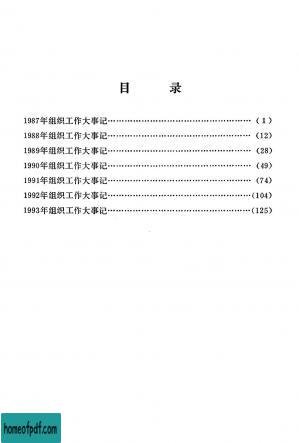 目 录
1987年组织工作大事记……………………………………………(1)
1988年组织工作大事记……………………………………………(12)
1989年组织工作大事记……………………………………………(28)
1990年组织工作大事记……………………………………………(49)
1991年组织工作大事记……………………………………………(74)
1992年组织工作大事记……………………………………………(104)
1993年组织工作大事记……………………………………………(125)
homeofpdf.com